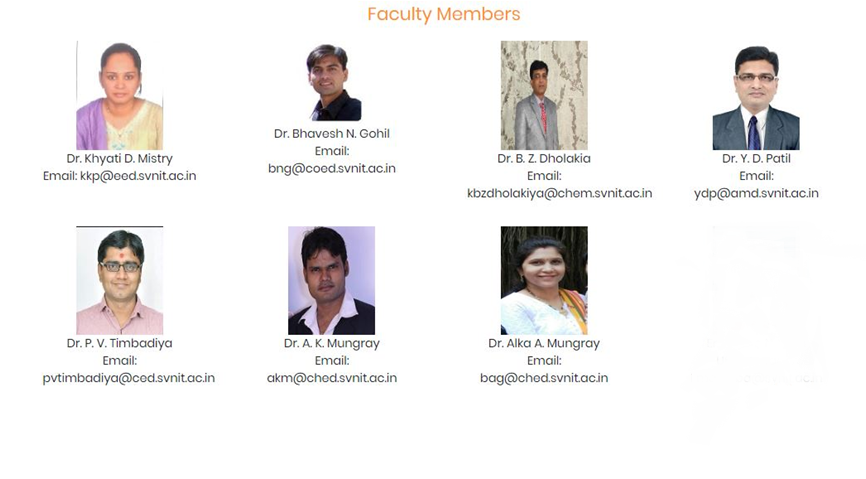 Faculty Members
Dr. Khyati D. Mistry
Email: kkp@eed.svnit.ac.in
Dr. Bhavesh N. Gohil
Email:
bng@coed.svnit.ac.in
Dr. B. Z. Dholakia
Email:
kbzdholakiya@chem.svnit.ac.in
Dr. Y. D. Patil
Email:
ydp@amd.svnit.ac.in
Dr. P. V. Timbadiya
Email:
pvtimbadiya@ced.svnit.ac.in
Dr. A. K. Mungray
Email:
akm@ched.svnit.ac.in
Dr. Alka A. Mungray
Email:
bag@ched.svnit.ac.in